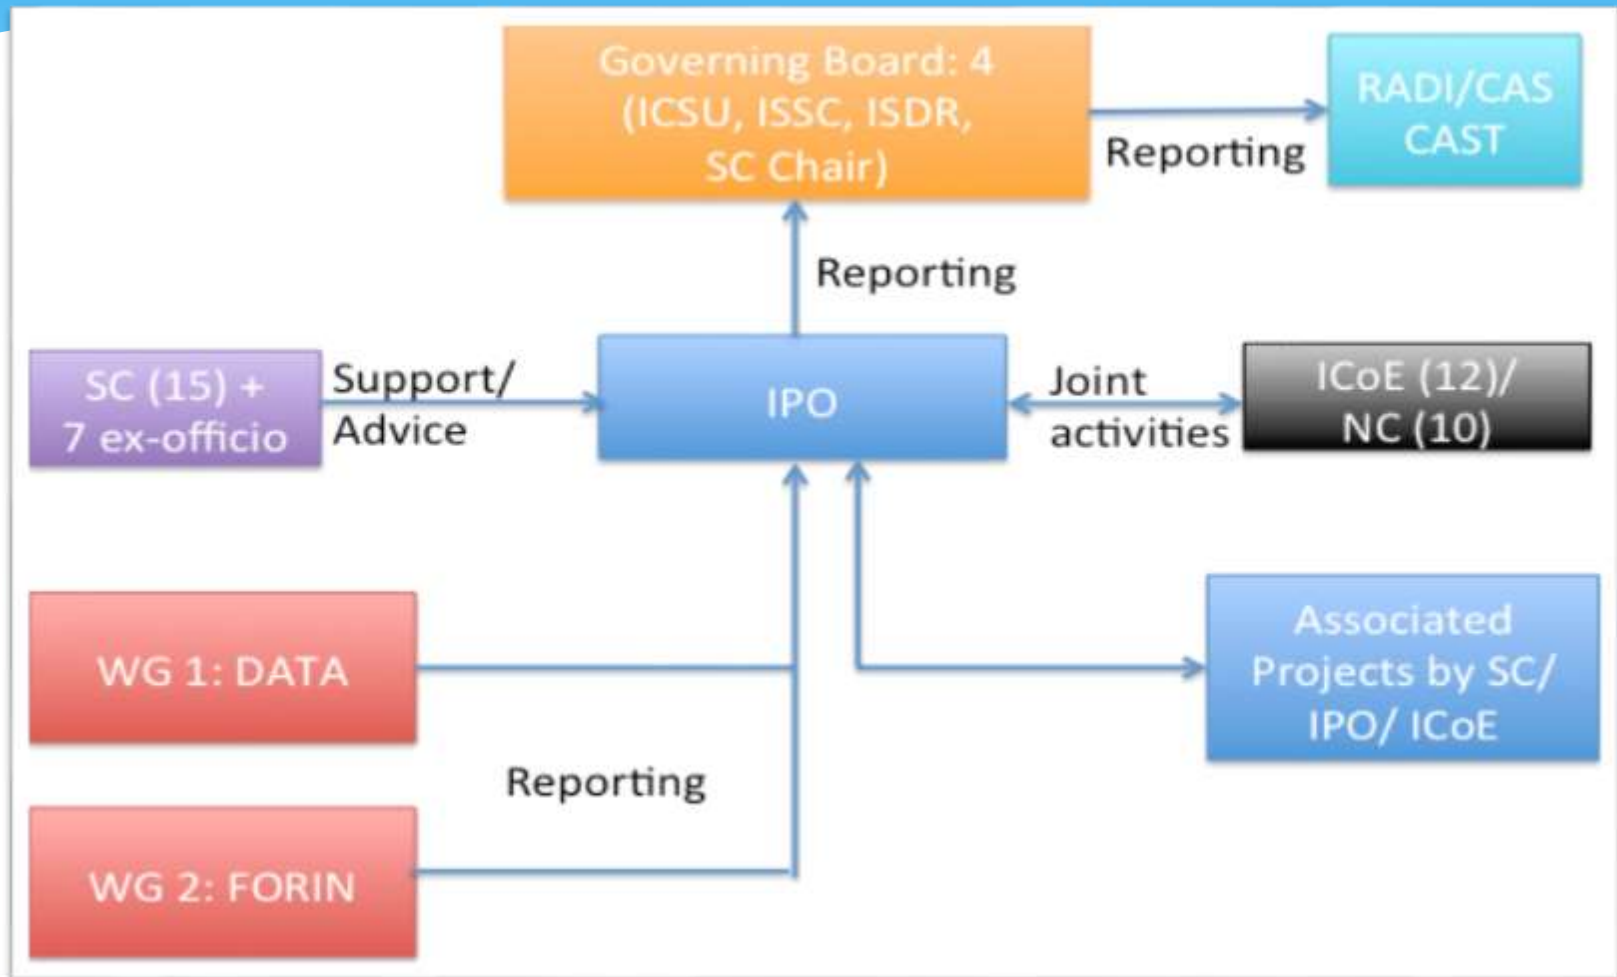 Governing Board: 4
(ICSU, ISSC, ISDR,
SC Chair)
RADI/CAS
CAST
Reporting
Reporting
SC (15) +
7 ex-officio
Support/
Advice
IPO
Joint
activities
ICoE (12)/
NC (10)
WG 1: DATA
Associated
Projects by SC/
IPO/ ICoE
Reporting
WG 2: FORIN